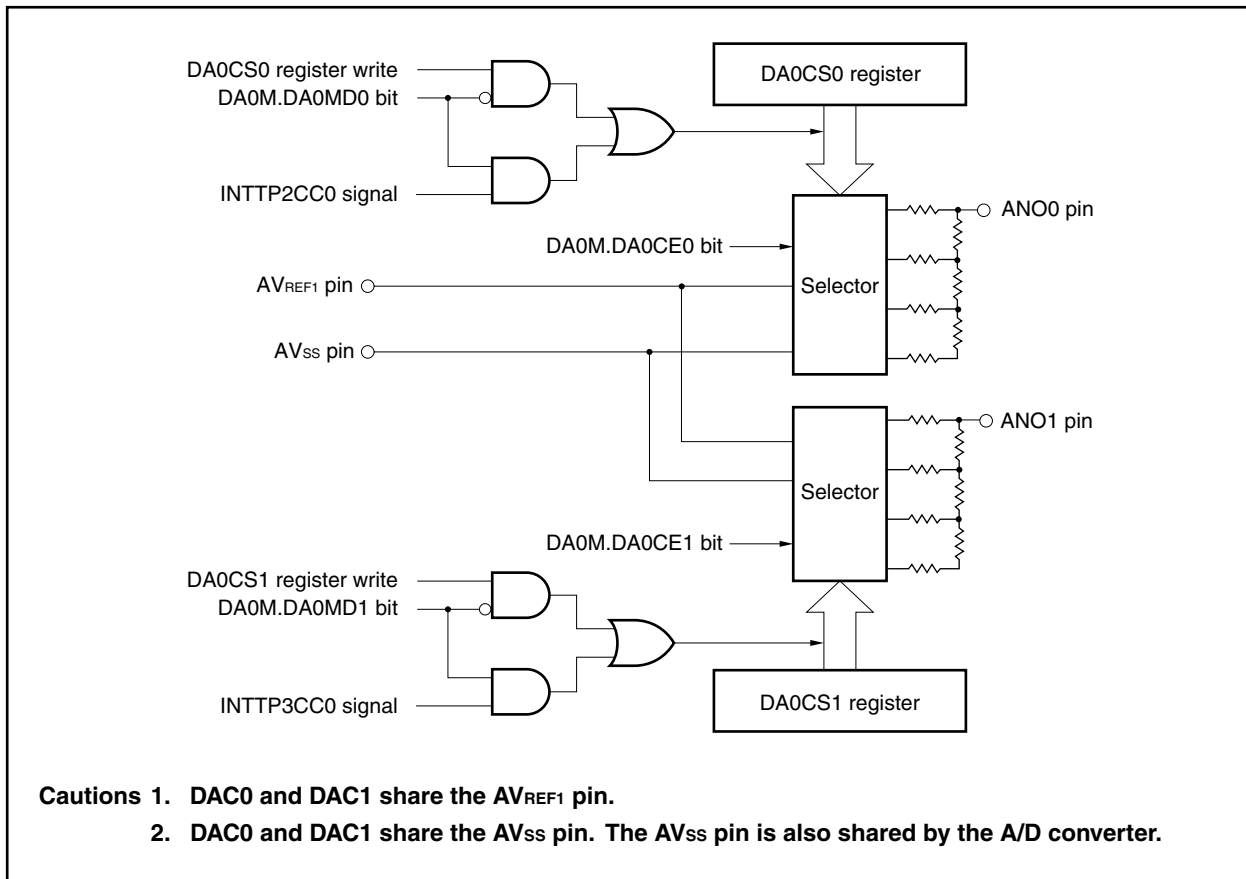 DA0CS0 register write
DA0M.DA0MD0 bit
INTTP2CC0 signal
DA0CS0 register
DA0M.DA0CE0 bit
AVREF1 pin
AVSS pin
Selector
ANO0 pin
Selector
ANO1 pin
DA0M.DA0CE1 bit
DA0CS1 register write
DA0M.DA0MD1 bit
INTTP3CC0 signal
DA0CS1 register
Cautions 1. DAC0 and DAC1 share the AVREF1 pin.
2. DAC0 and DAC1 share the AVSS pin. The AVSS pin is also shared by the A/D converter.